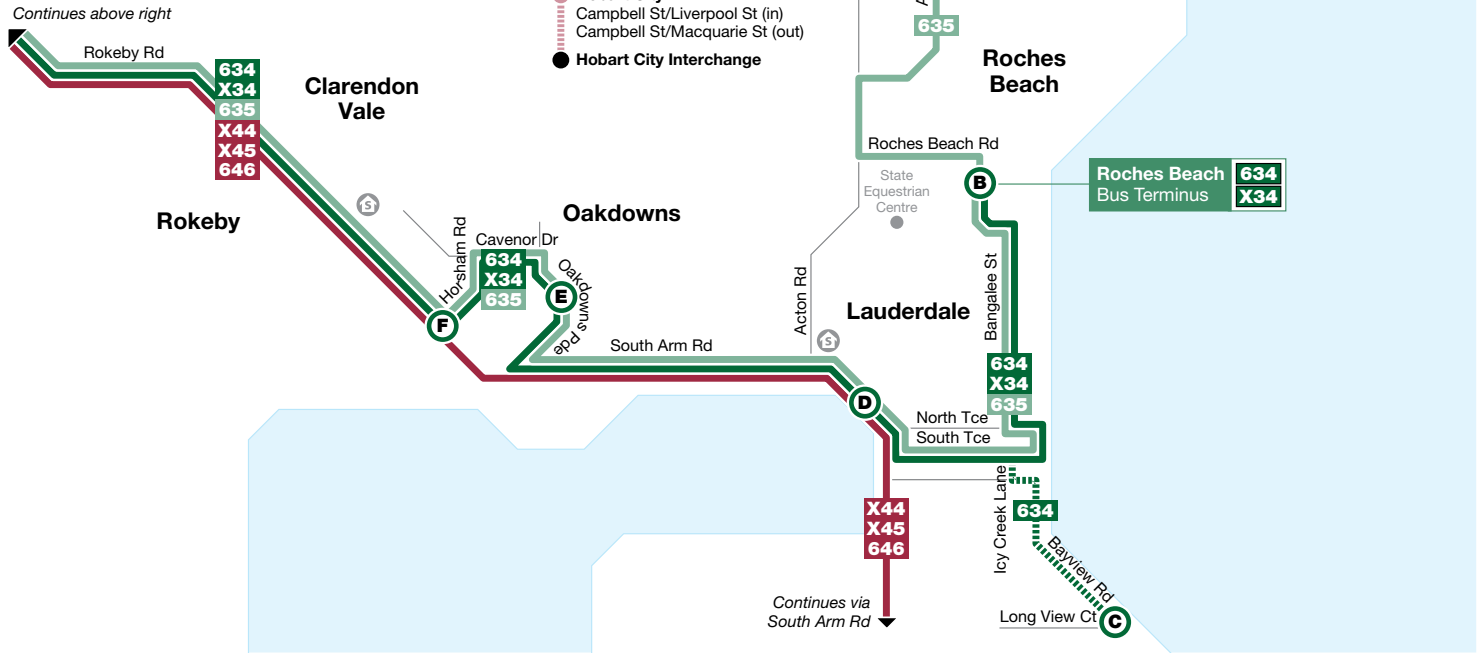 Continues above right
Campbell St/Liverpool St (in)
Campbell St/Macquarie St (out)
Hobart City Interchange
635
Roches
Beach
Rokeby Rd
634
X34
635
X44
X45
646
Clarendon
Vale
Roches Beach Rd
State
Equestrian
Centre
B
Roches Beach 634
Bus Terminus X34
S
Rokeby
Oakdowns
Horsham Rd
Cavenor Dr
634
X34
635
Oakdowns Pde
E
F
Acton Rd
Lauderdale
Bangalee St
S
South Arm Rd
634
X34
635
D
North Tce
South Tce
X44
X45
646
Icy Creek Lane
634
Bayview Rd
Continues via
South Arm Rd
Long View Ct
C